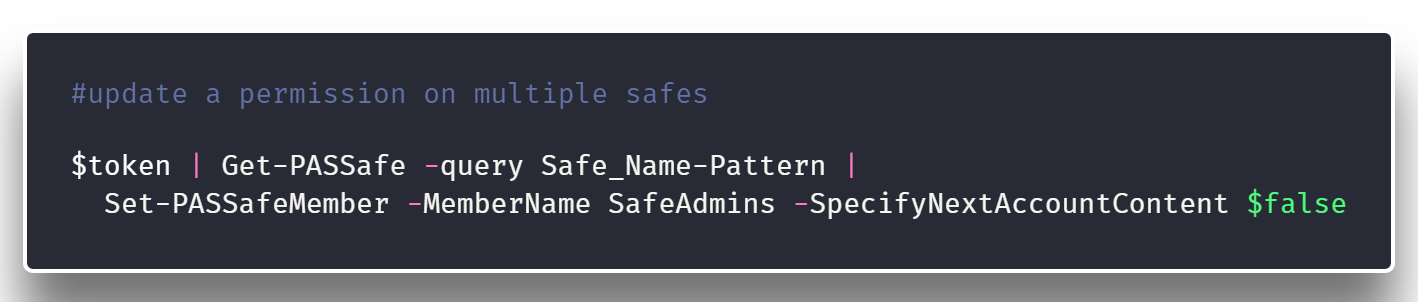 #update a permission on multiple safes
$token | Get-PASSafe -query Safe_Name-Pattern |
Set-PASSafeMember -MemberName SafeAdmins -SpecifyNextAccountContent $false